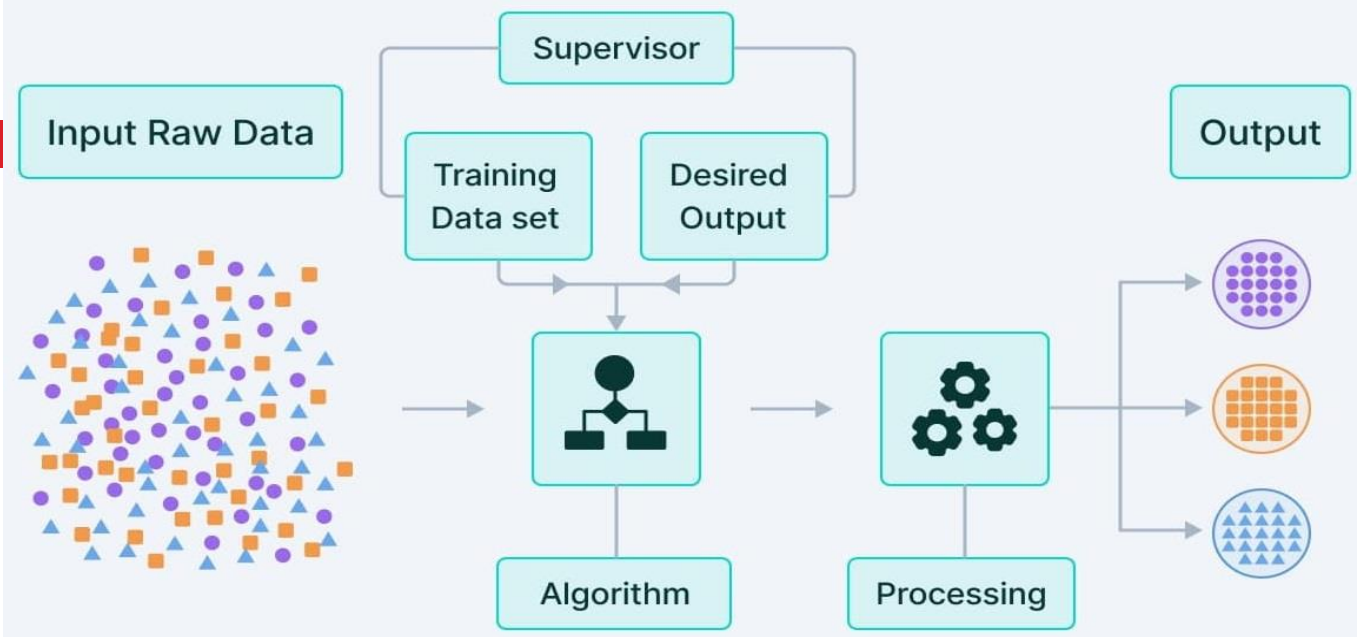 Supervisor
Input Raw Data
Training
Data set
Desired
Output
Output
Algorithm
Processing